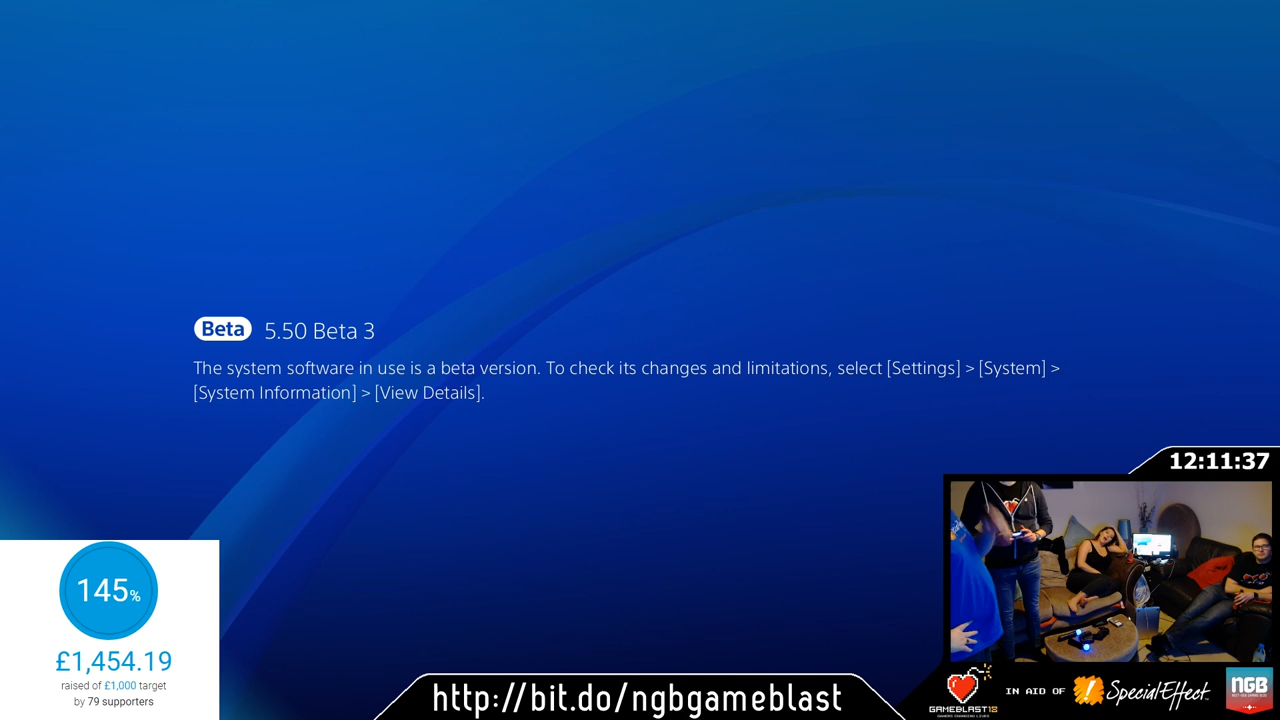 Beta 5.50 Beta 3
The system software in use is a beta version. To check its changes and limitations, select [Settings] > [System] >
[System Information] > [View Details].
12:11:37
145%
£1,454.19
raised of £1,000 target
by 79 supporters
http://bit.do/ngbgameblast
GAMEBLAST18
IN AID OF
SpecialEffect
NGB